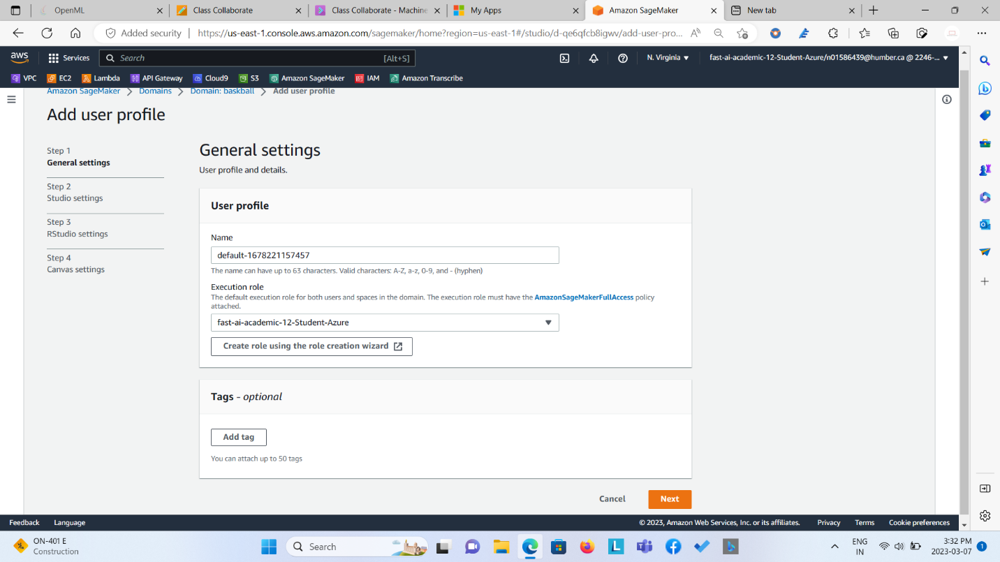 OpenML
Class Collaborate
Class Collaborate - Machine
My Apps
Amazon SageMaker
New tab
Added security
https://us-east-1.console.aws.amazon.com/sagemaker/home?region=us-east-1#/studio/d-qe6qfcb8igwv/add-user-pro...
aws
Services
Search
[Alt+S]
N. Virginia
fast-ai-academic-12-Student-Azure/n01586439@humber.ca @ 2246-...
VPC
EC2
Lambda
API Gateway
Cloud9
S3
Amazon SageMaker
IAM
Amazon Transcribe
Amazon SageMaker
Domains
Domain: baskball
Add user profile
Add user profile
Step 1
General settings
Step 2
Studio settings
Step 3
RStudio settings
Step 4
Canvas settings
General settings
User profile and details.
User profile
Name
default-1678221157457
The name can have up to 63 characters. Valid characters: A-Z, a-z, 0-9, and - (hyphen)
Execution role
The default execution role for both users and spaces in the domain. The execution role must have the AmazonSageMakerFullAccess policy
attached.
fast-ai-academic-12-Student-Azure
Create role using the role creation wizard
Tags - optional
Add tag
You can attach up to 50 tags
Cancel
Next
Feedback
Language
© 2023, Amazon Web Services, Inc. or its affiliates.
Privacy
Terms
Cookie preferences
ON-401 E
Construction
Search
ENG
IN
3:32 PM
2023-03-07
1